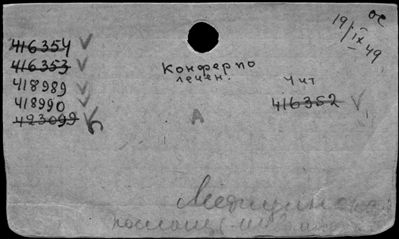 ос
19/IX 49
416354
416353
418989
418990
423099
Конфер по
лечен.
Чит
416352
А
Медицинская